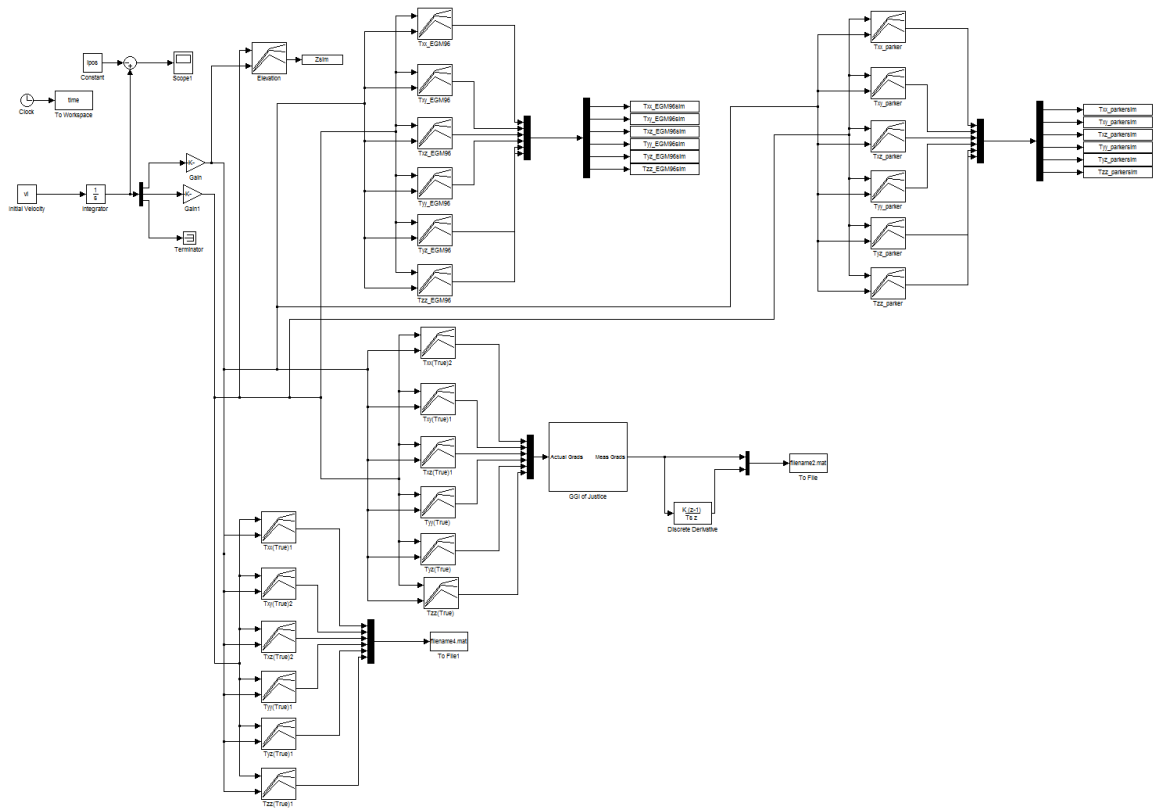 Ipos
Constant
Scope1
Clock
time
To Workspace
vi
Initial Velocity
1
s
Integrator
-K-
Gain
-K-
Gain1
Terminator
Elevation
Zsim
Txx_EGM96
Txy_EGM96
Txz_EGM96
Tyy_EGM96
Tyz_EGM96
Tzz_EGM96
Txx_EGM96sim
Txy_EGM96sim
Txz_EGM96sim
Tyy_EGM96sim
Tyz_EGM96sim
Tzz_EGM96sim
Txx_parker
Txy_parker
Txz_parker
Tyy_parker
Tyz_parker
Tzz_parker
Txx_parkersim
Txy_parkersim
Txz_parkersim
Tyy_parkersim
Tyz_parkersim
Tzz_parkersim
Txx(True)2
Txy(True)1
Txz(True)1
Tyy(True)
Tyz(True)
Tzz(True)
Actual Grads
Meas Grads
GGI of Justice
K (z-1)
Ts z
Discrete Derivative
filename2.mat
To File
Txx(True)1
Txy(True)2
Txz(True)2
Tyy(True)1
Tyz(True)1
Tzz(True)1
filename4.mat
To File1